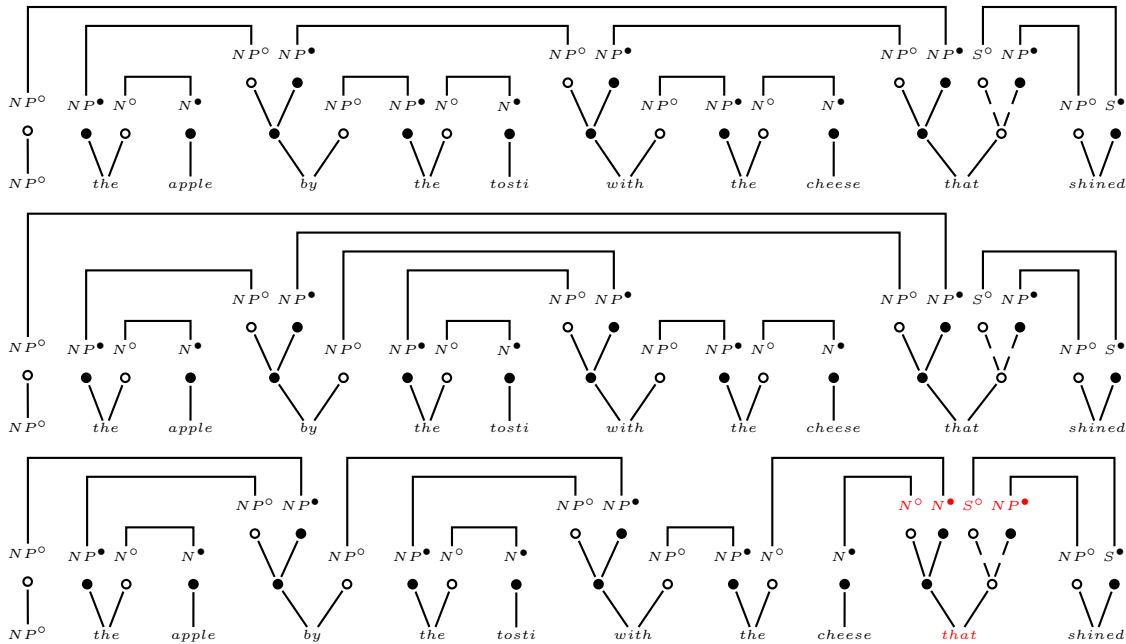 NP° NP• NP° NP• NP° NP• S° NP•
NP° NP• N° N• NP° NP• N° N• NP° NP• N° N• NP° S•
NP° the apple by the tosti with the cheese that shined
NP° NP• NP° NP• NP° NP• S° NP•
NP° NP• N° N• NP° NP• N° N• NP° NP• N° N• NP° S•
NP° the apple by the tosti with the cheese that shined
NP° NP• NP° NP• N° N• S° NP•
NP° NP• N° N• NP° NP• N° N• NP° NP• N° N• NP° S•
NP° the apple by the tosti with the cheese that shined